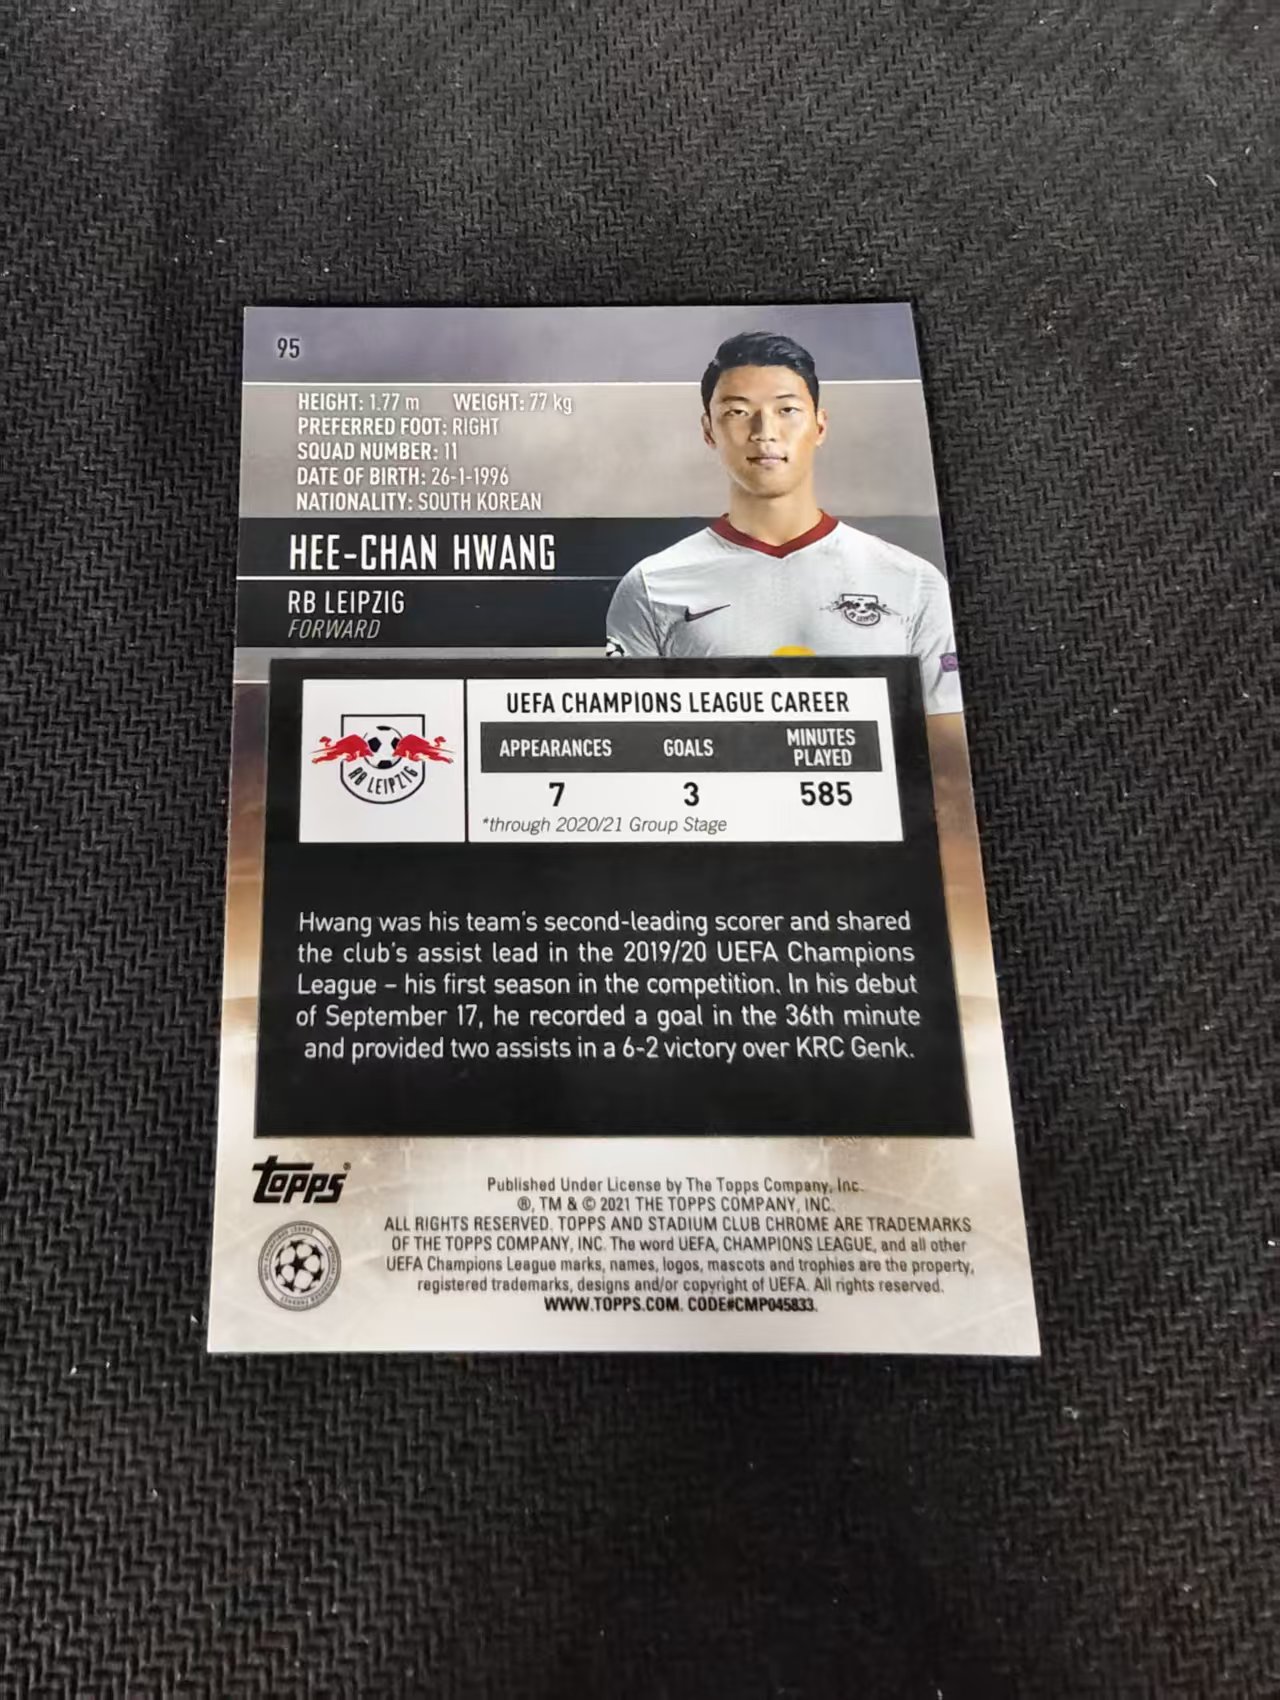 95
HEIGHT: 1.77 m WEIGHT: 77 kg
PREFERRED FOOT: RIGHT
SQUAD NUMBER: 11
DATE OF BIRTH: 26-1-1996
NATIONALITY: SOUTH KOREAN
HEE-CHAN HWANG
RB LEIPZIG
FORWARD
RB LEIPZIG
RB LEIPZIG
UEFA CHAMPIONS LEAGUE CAREER
APPEARANCES GOALS MINUTES PLAYED
7 3 585
*through 2020/21 Group Stage
Hwang was his team's second-leading scorer and shared
the club's assist lead in the 2019/20 UEFA Champions
League – his first season in the competition. In his debut
of September 17, he recorded a goal in the 36th minute
and provided two assists in a 6-2 victory over KRC Genk.
topps®
Published Under License by The Topps Company, Inc.
®, TM & © 2021 THE TOPPS COMPANY, INC.
ALL RIGHTS RESERVED. TOPPS AND STADIUM CLUB CHROME ARE TRADEMARKS
OF THE TOPPS COMPANY, INC. The word UEFA, CHAMPIONS LEAGUE, and all other
UEFA Champions League marks, names, logos, mascots and trophies are the property,
registered trademarks, designs and/or copyright of UEFA. All rights reserved.
WWW.TOPPS.COM. CODE#CMP045833.